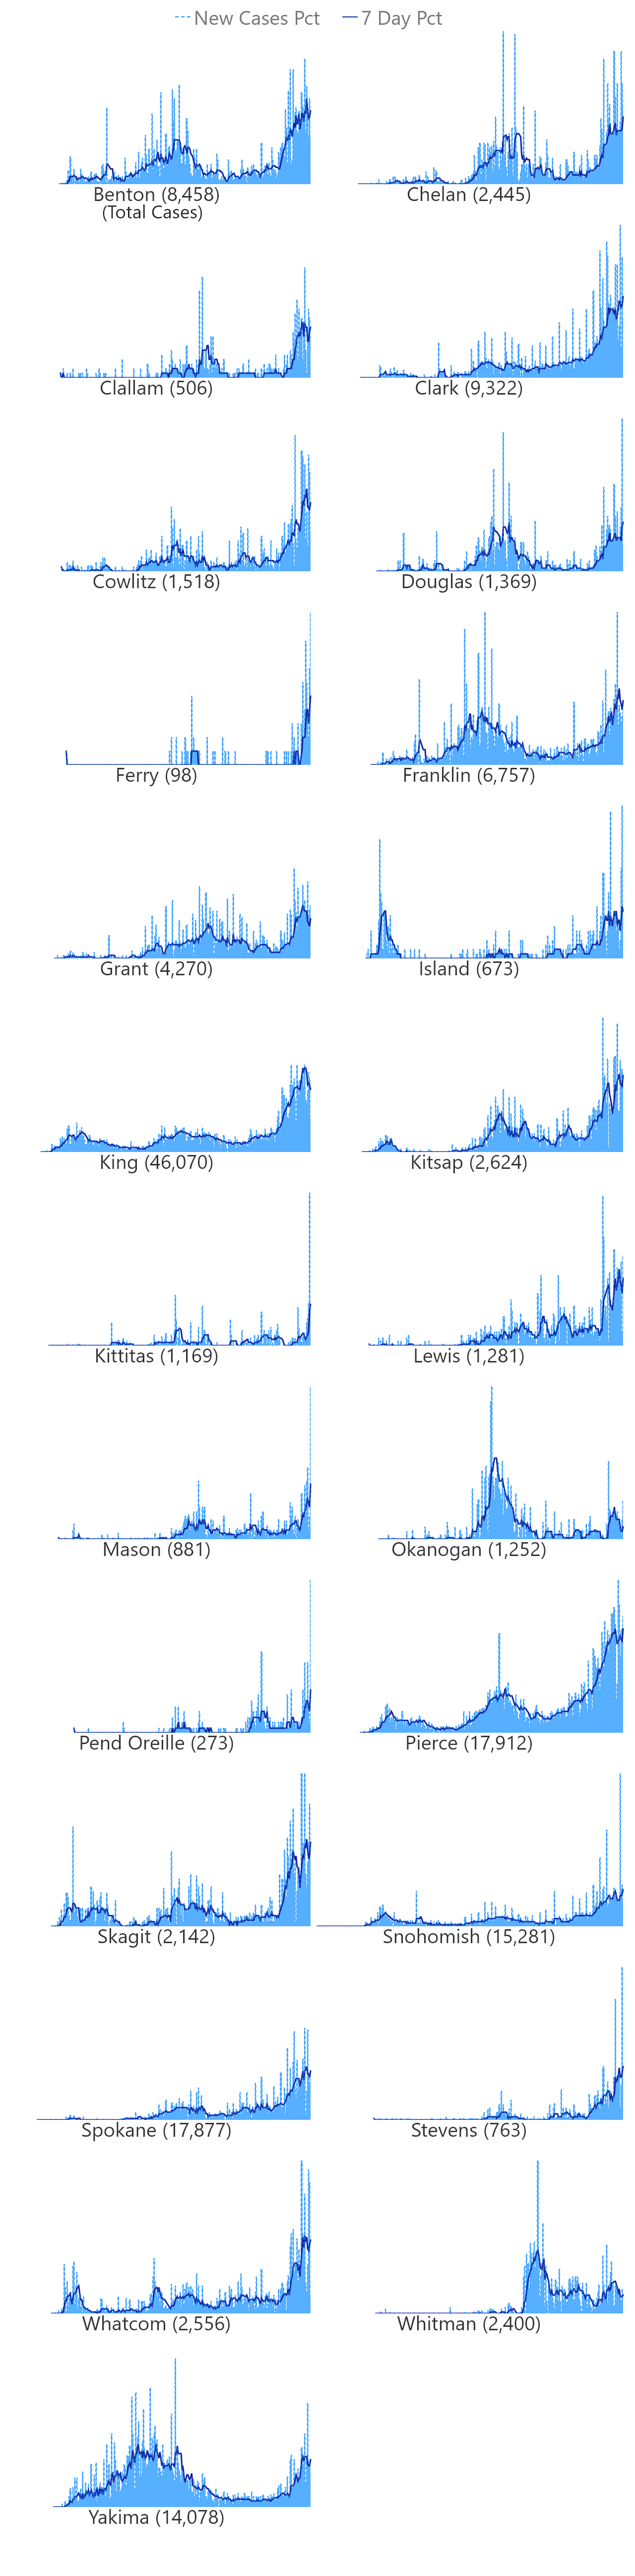 New Cases Pct 7 Day Pct
Benton (8,458) Chelan (2,445)
(Total Cases)
Clallam (506) Clark (9,322)
Cowlitz (1,518) Douglas (1,369)
Ferry (98) Franklin (6,757)
Grant (4,270) Island (673)
King (46,070) Kitsap (2,624)
Kittitas (1,169) Lewis (1,281)
Mason (881) Okanogan (1,252)
Pend Oreille (273) Pierce (17,912)
Skagit (2,142) Snohomish (15,281)
Spokane (17,877) Stevens (763)
Whatcom (2,556) Whitman (2,400)
Yakima (14,078)